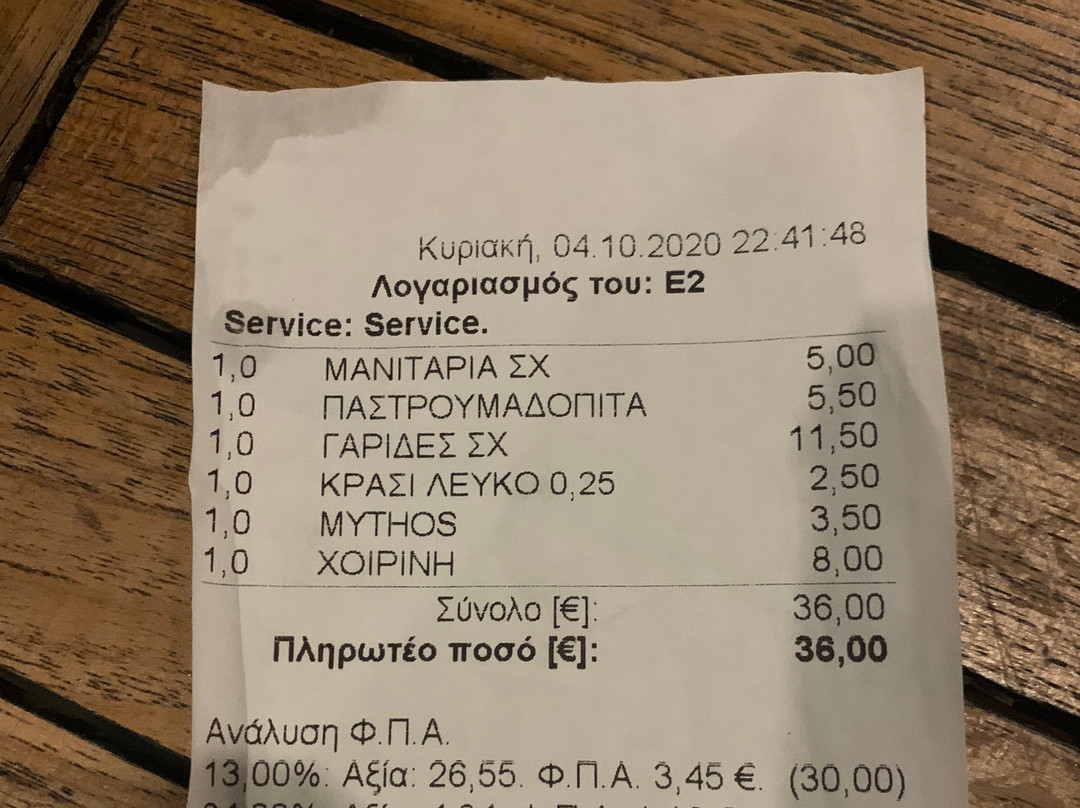 Κυριακή, 04.10.2020 22:41:48
Λογαριασμός του: E2
Service: Service.
1,0 ΜΑΝΙΤΑΡΙΑ ΣΧ 5,00
1,0 ΠΑΣΤΡΟΥΜΑΔΟΠΙΤΑ 5,50
1,0 ΓΑΡΙΔΕΣ ΣΧ 11,50
1,0 ΚΡΑΣΙ ΛΕΥΚΟ 0,25 2,50
1,0 MYTHOS 3,50
1,0 ΧΟΙΡΙΝΗ 8,00
Σύνολο [€]: 36,00
Πληρωτέο ποσό [€]: 36,00
Ανάλυση Φ.Π.Α.
13,00%: Αξία: 26,55. Φ.Π.Α. 3,45 €. (30,00)